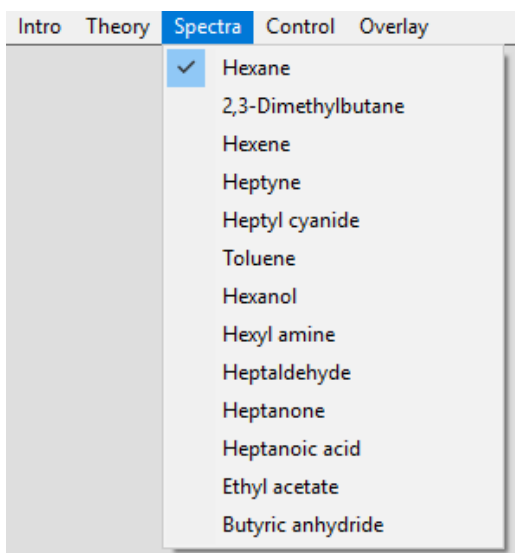 Intro Theory Spectra Control Overlay
Hexane
2,3-Dimethylbutane
Hexene
Heptyne
Heptyl cyanide
Toluene
Hexanol
Hexyl amine
Heptaldehyde
Heptanone
Heptanoic acid
Ethyl acetate
Butyric anhydride